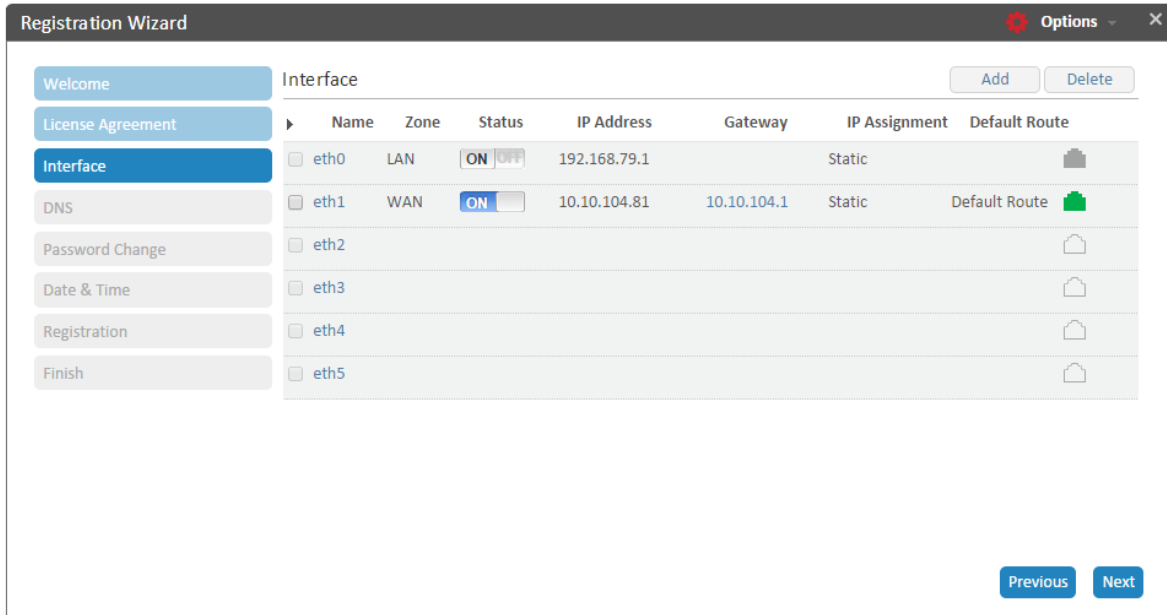 Registration Wizard Options
Welcome
License Agreement
Interface
DNS
Password Change
Date & Time
Registration
Finish
Interface Add Delete
Name Zone Status IP Address Gateway IP Assignment Default Route
eth0 LAN ON OFF 192.168.79.1 Static
eth1 WAN ON 10.10.104.81 10.10.104.1 Static Default Route
eth2
eth3
eth4
eth5
Previous Next